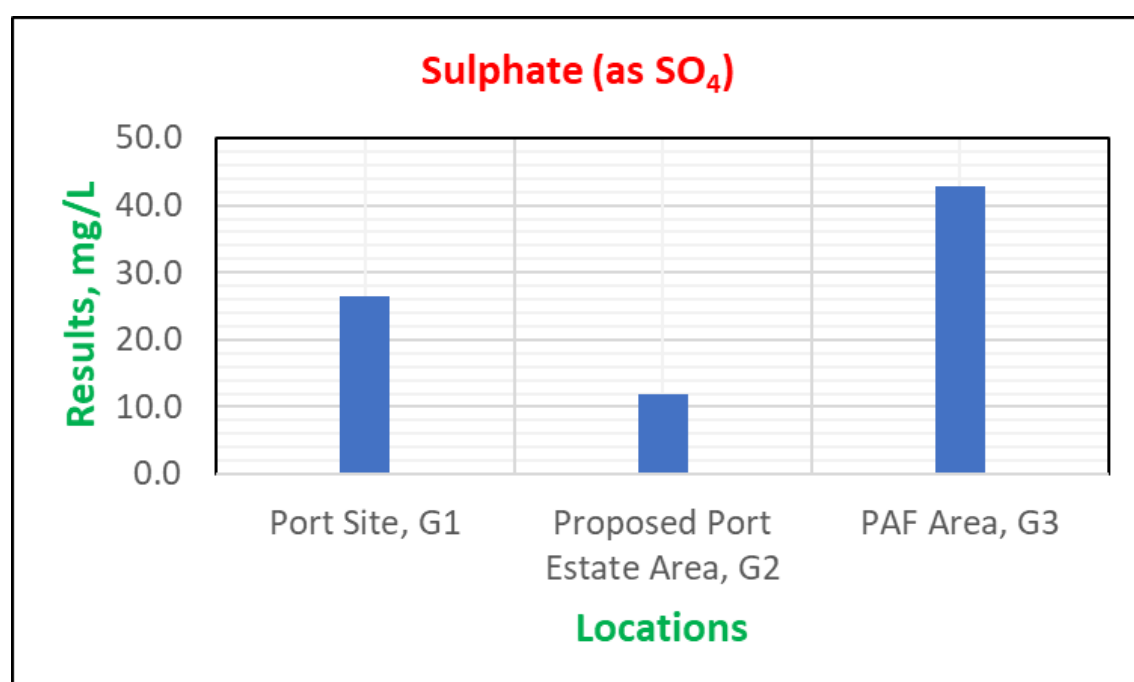 Sulphate (as SO₄)
Results, mg/L
50.0
40.0
30.0
20.0
10.0
0.0
Port Site, G1
Proposed Port
Estate Area, G2
PAF Area, G3
Locations